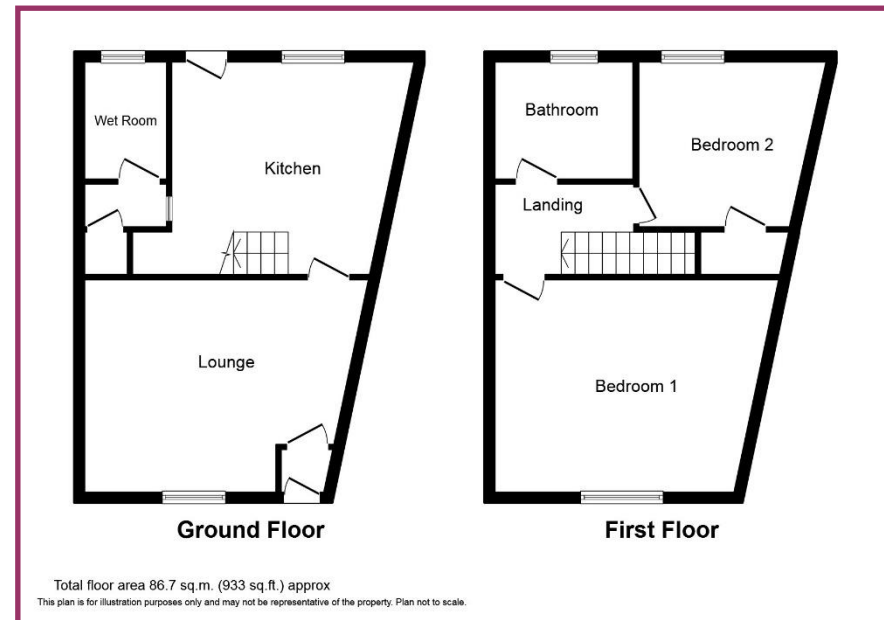 Wet Room
Kitchen
Lounge
Ground Floor
Bathroom
Bedroom 2
Landing
Bedroom 1
First Floor
Total floor area 86.7 sq.m. (933 sq.ft.) approx
This plan is for illustration purposes only and may not be representative of the property. Plan not to scale.